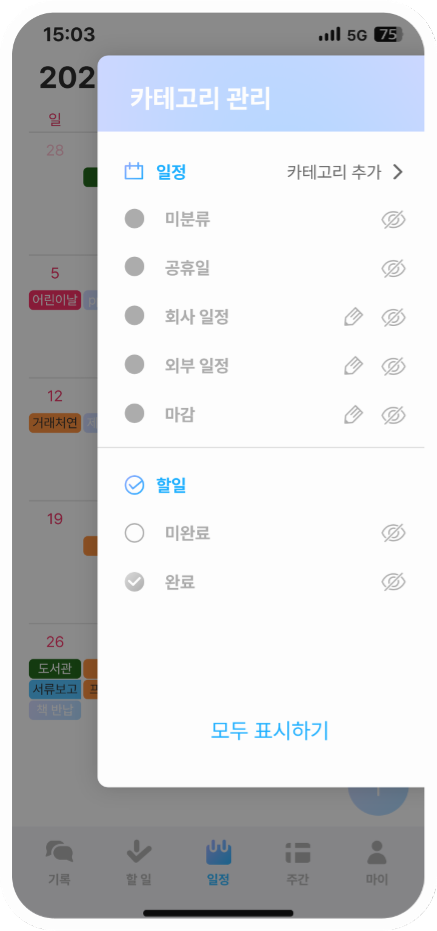 15:03
5G
75
202
카테고리 관리
일
28
일정
카테고리 추가
미분류
공휴일
5
어린이날
회사 일정
외부 일정
12
거래처연
마감
할일
19
미완료
완료
26
도서관
서류보고
책 반납
모두 표시하기
기록
할 일
일정
주간
마이